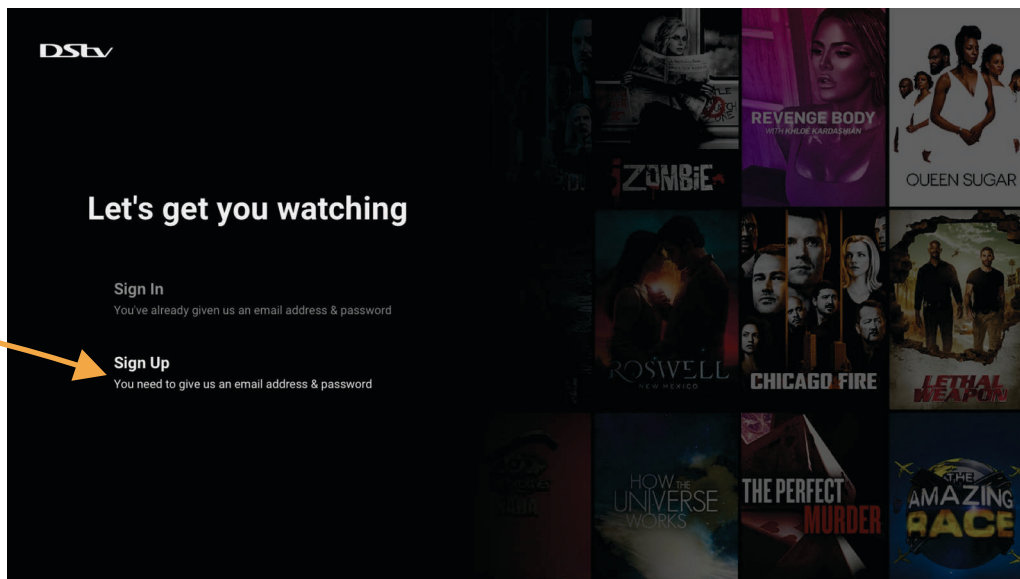 DStv
Let's get you watching
Sign In
You've already given us an email address & password
Sign Up
You need to give us an email address & password
iZOMBiE
REVENGE BODY
WITH KHLOÉ KARDASHIAN
QUEEN SUGAR
ROSWELL
NEW MEXICO
CHICAGO FIRE
LETHAL
WEAPON
HOW THE
UNIVERSE
WORKS
THE PERFECT
MURDER
THE
AMAZING
RACE